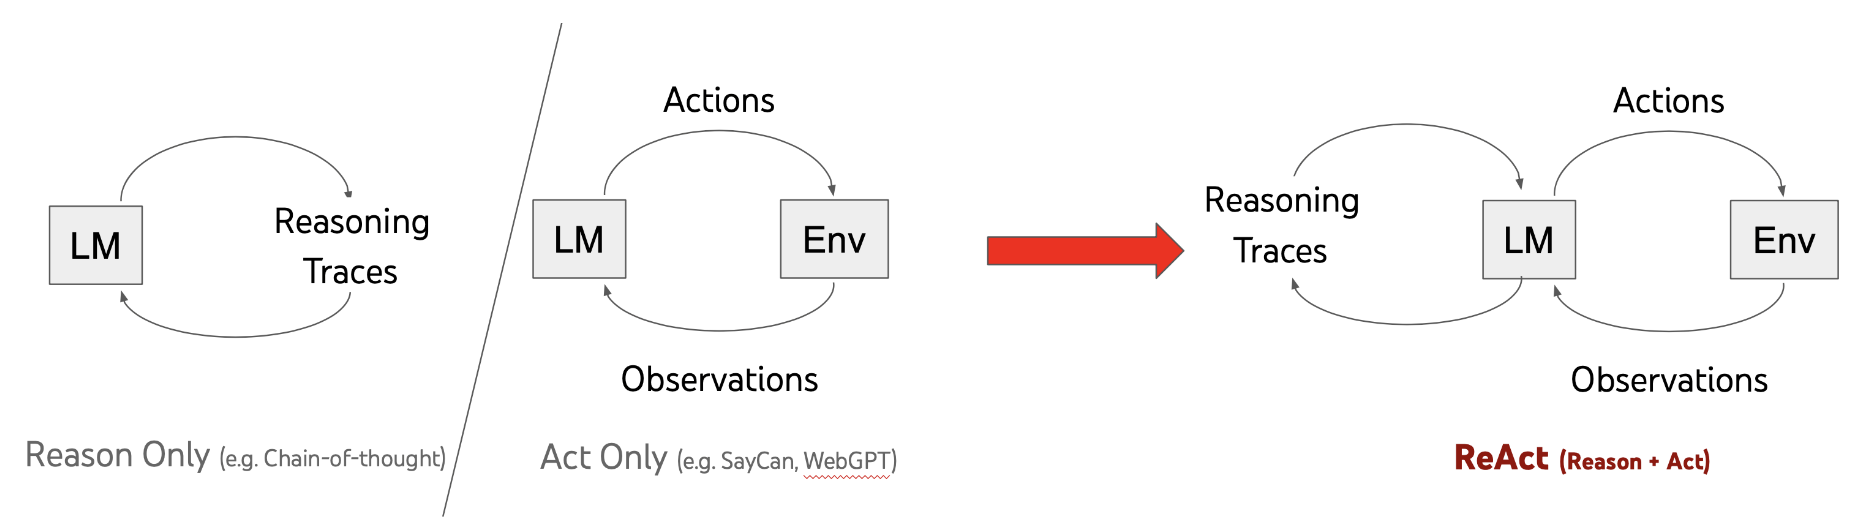 LM
Reasoning
Traces
Reason Only (e.g. Chain-of-thought)
Actions
LM
Env
Observations
Act Only (e.g. SayCan, WebGPT)
Reasoning
Traces
Actions
LM
Env
Observations
ReAct (Reason + Act)